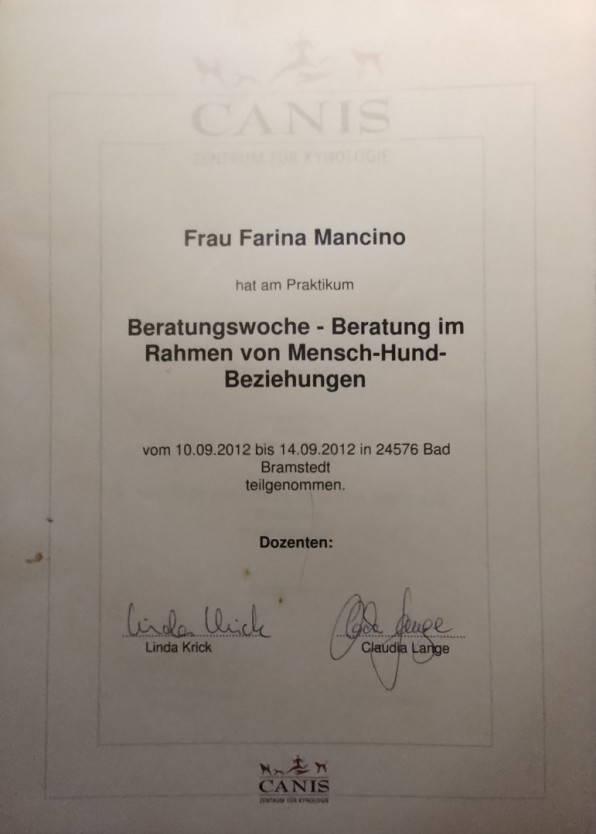 CANIS
ZENTRUM FÜR KYNOLOGIE
Frau Farina Mancino
hat am Praktikum
Beratungswoche - Beratung im
Rahmen von Mensch-Hund-
Beziehungen
vom 10.09.2012 bis 14.09.2012 in 24576 Bad
Bramstedt
teilgenommen.
Dozenten:
Linda Krick
Linda Krick
Claudia Lange
CANIS
ZENTRUM FÜR KYNOLOGIE